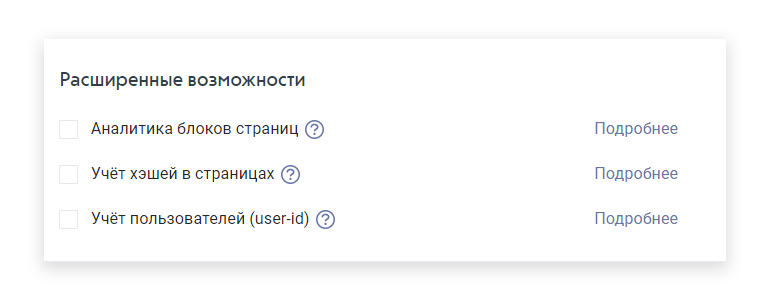 Расширенные возможности
Аналитика блоков страниц ? Подробнее
Учёт хэшей в страницах ? Подробнее
Учёт пользователей (user-id) ? Подробнее